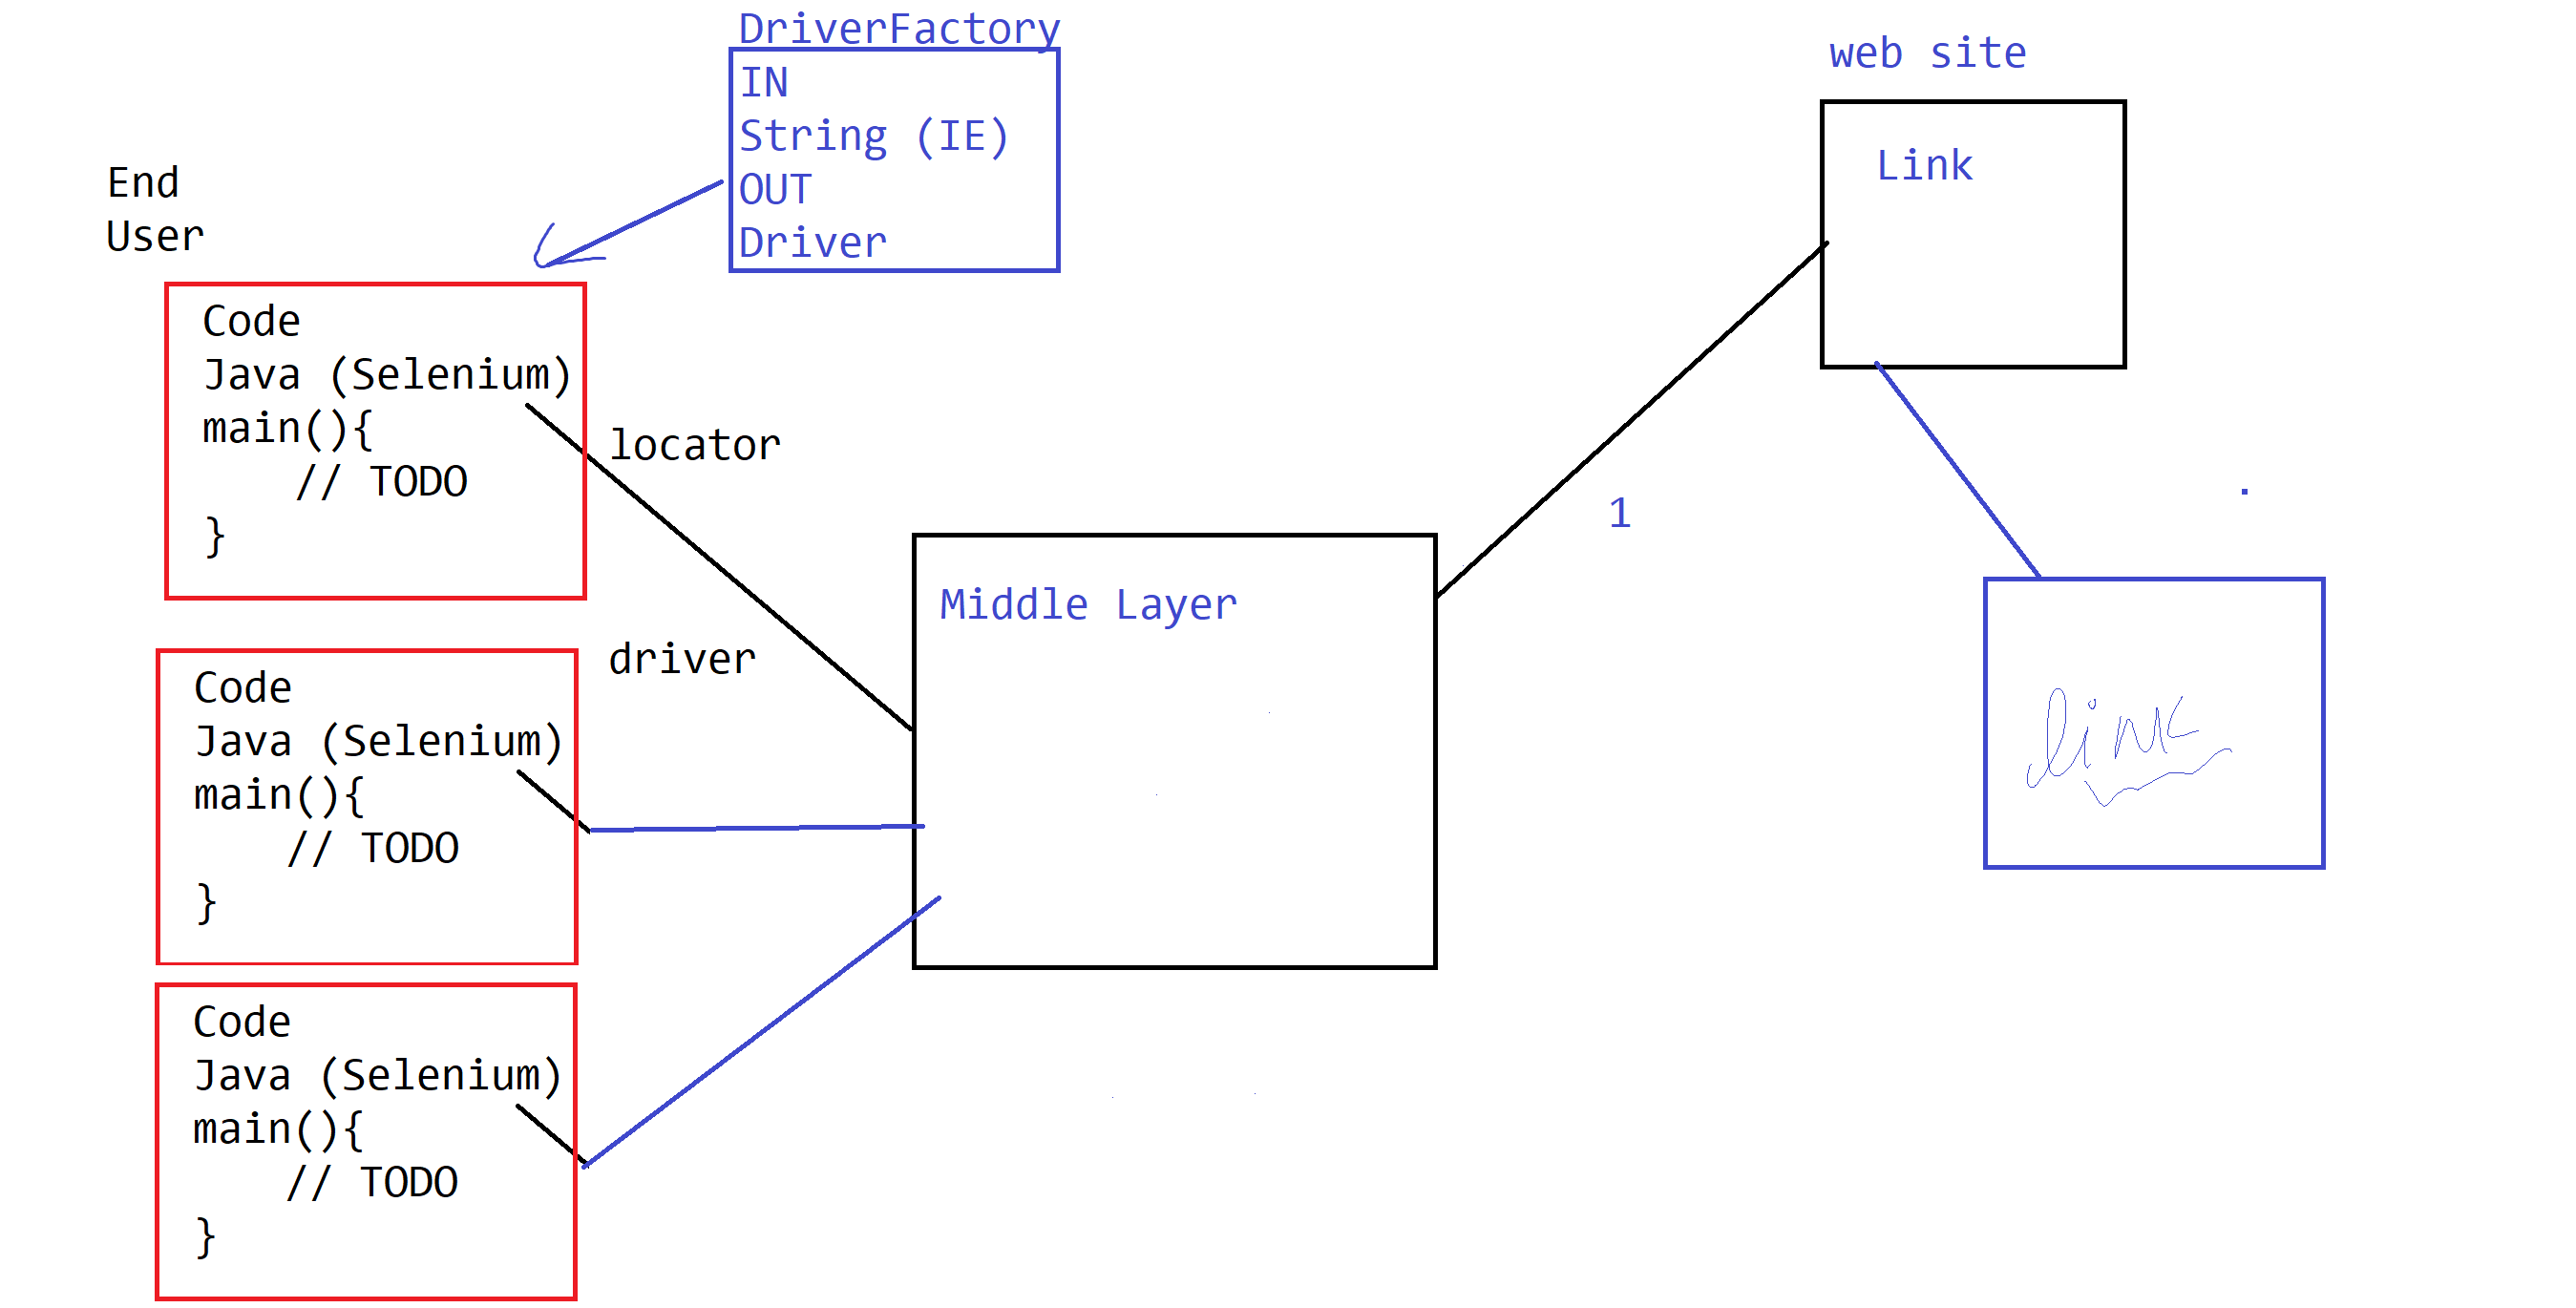 DriverFactory
IN
String (IE)
OUT
Driver
web site
Link
End
User
Code
Java (Selenium)
main(){
// TODO
}
locator
driver
Code
Java (Selenium)
main(){
// TODO
}
Code
Java (Selenium)
main(){
// TODO
}
Middle Layer
1
link